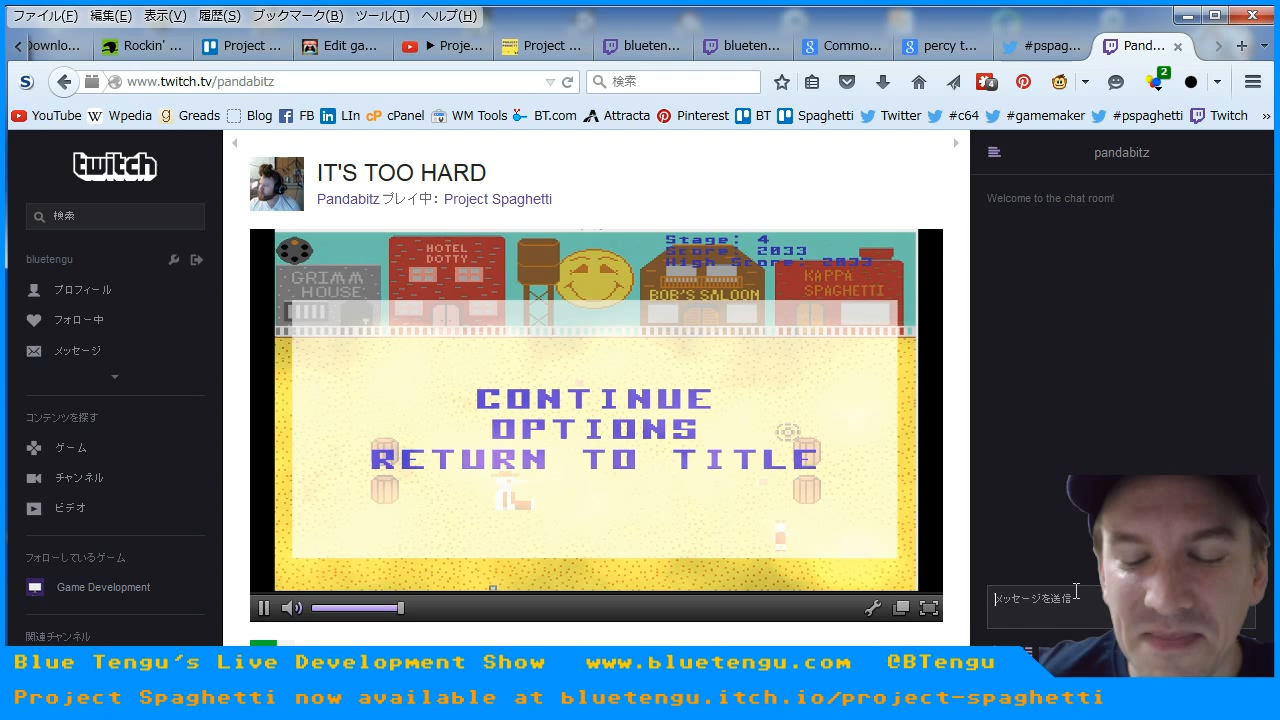 ファイル(F) 編集(E) 表示(V) 履歴(S) ブックマーク(B) ツール(T) ヘルプ(H)
Downlo... Rockin' ... Project ... Edit ga... ▶ Proje... Project ... blueten... blueten... Commo... percy t... #pspag... Pand...
www.twitch.tv/pandabitz 検索 4 2
YouTube Wpedia Greads Blog FB LIn cPanel WM Tools BT.com Attracta Pinterest BT Spaghetti Twitter #c64 #gamemaker #pspaghetti Twitch
twitch
検索
bluetengu
プロフィール
フォロー中
メッセージ
コンテンツを探す
ゲーム
チャンネル
ビデオ
フォローしているゲーム
Game Development
関連チャンネル
IT'S TOO HARD
Pandabitzプレイ中: Project Spaghetti
Stage: 4
Score: 2033
High Score: 2033
GRIMM HOUSE
HOTEL DOTTY
BOB'S SALOON
KAPPA SPAGHETTI
CONTINUE
OPTIONS
RETURN TO TITLE
pandabitz
Welcome to the chat room!
メッセージを送信
Blue Tengu's Live Development Show www.bluetengu.com @BTengu
Project Spaghetti now available at bluetengu.itch.io/project-spaghetti